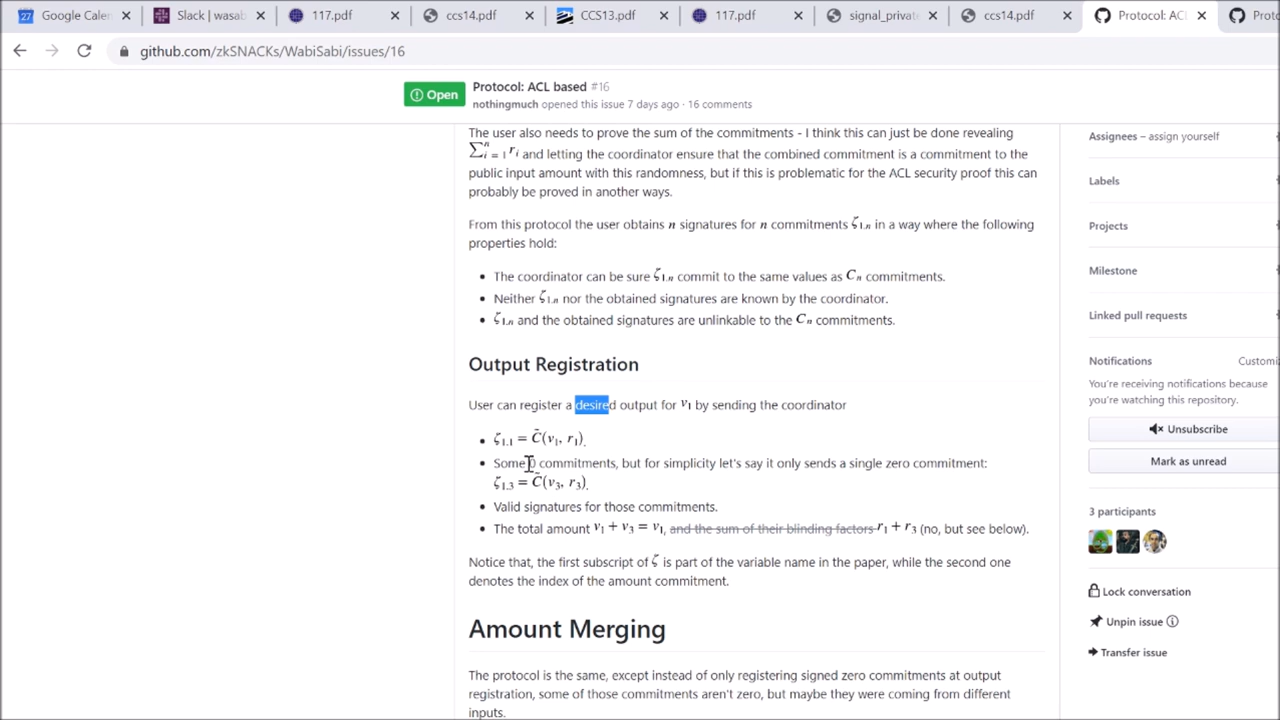 27 Google Calen
Slack | wasab
117.pdf
ccs14.pdf
CCS13.pdf
117.pdf
signal_private
ccs14.pdf
Protocol: ACL
Proto
github.com/zkSNACKs/WabiSabi/issues/16
Open
Protocol: ACL based #16
nothingmuch opened this issue 7 days ago · 16 comments
The user also needs to prove the sum of the commitments - I think this can just be done revealing
∑ⁿᵢ₌₁ rᵢ and letting the coordinator ensure that the combined commitment is a commitment to the
public input amount with this randomness, but if this is problematic for the ACL security proof this can
probably be proved in another ways.
From this protocol the user obtains n signatures for n commitments ζ1.n in a way where the following
properties hold:
• The coordinator can be sure ζ1.n commit to the same values as Cn commitments.
• Neither ζ1.n nor the obtained signatures are known by the coordinator.
• ζ1.n and the obtained signatures are unlinkable to the Cn commitments.
Output Registration
User can register a desired output for v1 by sending the coordinator
• ζ1.1 = C̃(v1, r1).
• Some 0 commitments, but for simplicity let's say it only sends a single zero commitment:
ζ1.3 = C̃(v3, r3).
• Valid signatures for those commitments.
• The total amount v1 + v3 = v1, and the sum of their blinding factors r1 + r3 (no, but see below).
Notice that, the first subscript of ζ is part of the variable name in the paper, while the second one
denotes the index of the amount commitment.
Amount Merging
The protocol is the same, except instead of only registering signed zero commitments at output
registration, some of those commitments aren't zero, but maybe they were coming from different
inputs.
Assignees – assign yourself
Labels
Projects
Milestone
Linked pull requests
Notifications
Customi
You're receiving notifications because
you're watching this repository.
Unsubscribe
Mark as unread
3 participants
Lock conversation
Unpin issue
Transfer issue